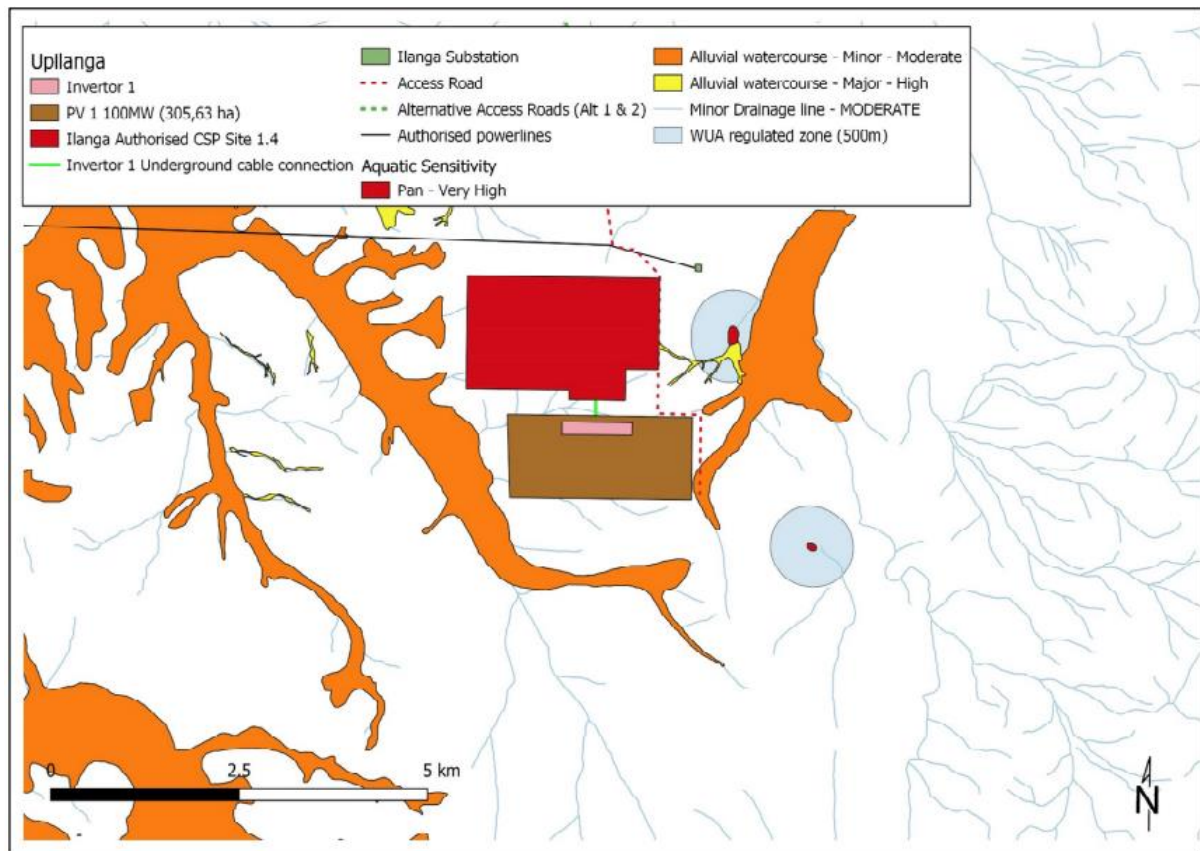 Upilanga
Invertor 1
PV 1 100MW (305,63 ha)
Ilanga Authorised CSP Site 1.4
Invertor 1 Underground cable connection
Ilanga Substation
Access Road
Alternative Access Roads (Alt 1 & 2)
Authorised powerlines
Aquatic Sensitivity
Pan - Very High
Alluvial watercourse - Minor - Moderate
Alluvial watercourse - Major - High
Minor Drainage line - MODERATE
WUA regulated zone (500m)
0 2.5 5 km
N